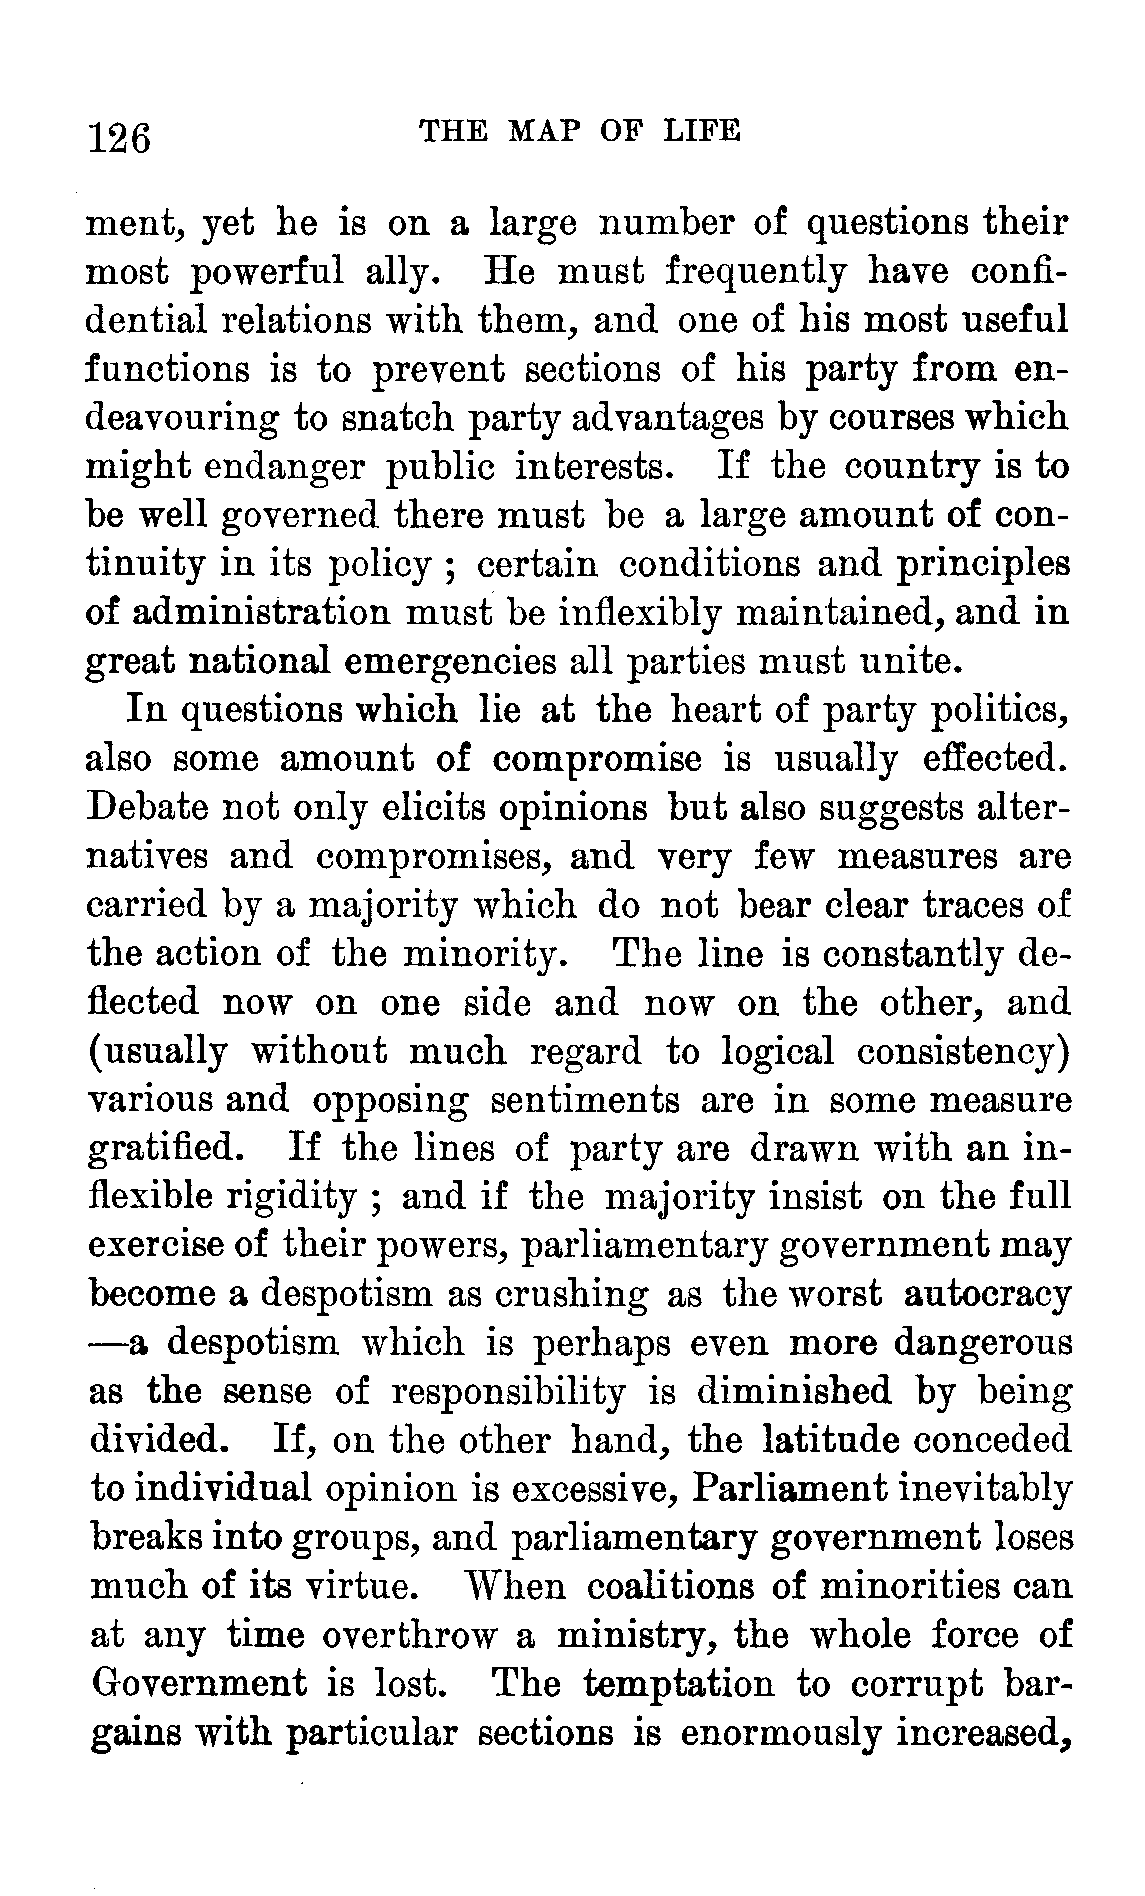 126 THE MAP OF LIFE
ment, yet he is on a large number of questions their
most powerful ally. He must frequently have confi-
dential relations with them, and one of his most useful
functions is to prevent sections of his party from en-
deavouring to snatch party advantages by courses which
might endanger public interests. If the country is to
be well governed there must be a large amount of con-
tinuity in its policy ; certain conditions and principles
of administration must be inflexibly maintained, and in
great national emergencies all parties must unite.
In questions which lie at the heart of party politics,
also some amount of compromise is usually effected.
Debate not only elicits opinions but also suggests alter-
natives and compromises, and very few measures are
carried by a majority which do not bear clear traces of
the action of the minority. The line is constantly de-
flected now on one side and now on the other, and
(usually without much regard to logical consistency)
various and opposing sentiments are in some measure
gratified. If the lines of party are drawn with an in-
flexible rigidity ; and if the majority insist on the full
exercise of their powers, parliamentary government may
become a despotism as crushing as the worst autocracy
—a despotism which is perhaps even more dangerous
as the sense of responsibility is diminished by being
divided. If, on the other hand, the latitude conceded
to individual opinion is excessive, Parliament inevitably
breaks into groups, and parliamentary government loses
much of its virtue. When coalitions of minorities can
at any time overthrow a ministry, the whole force of
Government is lost. The temptation to corrupt bar-
gains with particular sections is enormously increased,